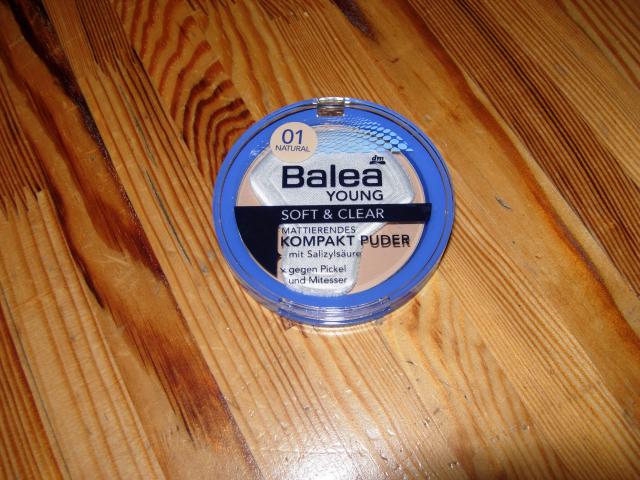 01
NATURAL
dm
Balea
YOUNG
SOFT & CLEAR
MATTIERENDES
KOMPAKT PUDER
mit Salizylsäure
x gegen Pickel
und Mitesser